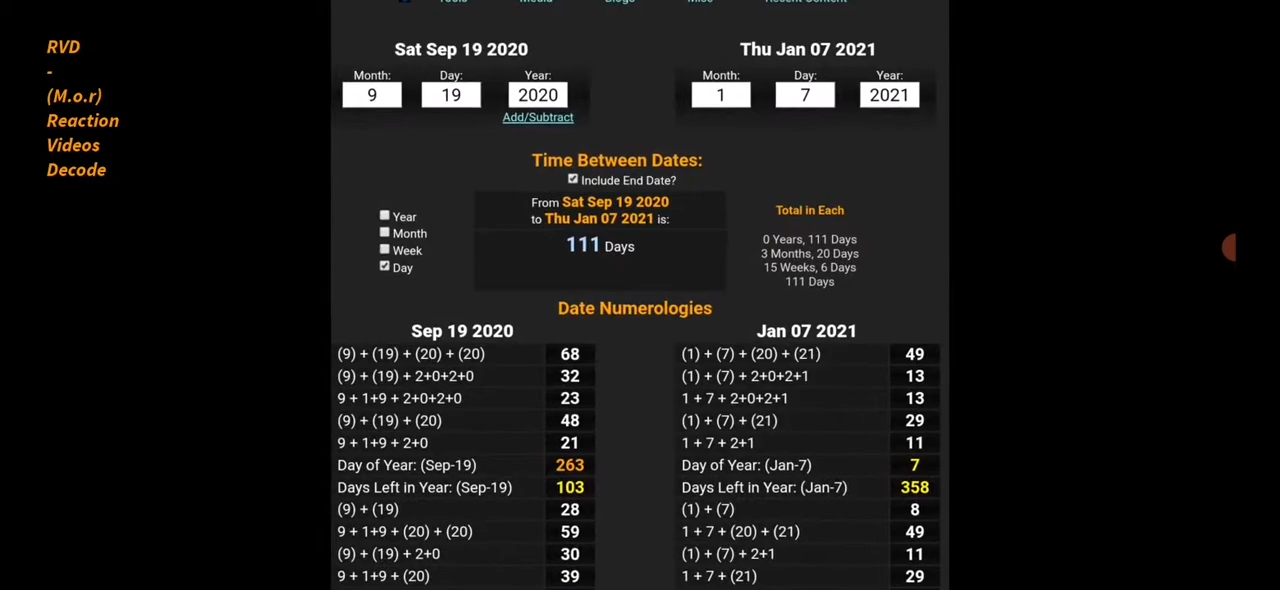 Tools Media Blogs Misc Recent Content
RVD
-
(M.o.r)
Reaction
Videos
Decode
Sat Sep 19 2020
Month: Day: Year:
9 19 2020
Add/Subtract
Thu Jan 07 2021
Month: Day: Year:
1 7 2021
Time Between Dates:
Include End Date?
Year
Month
Week
Day
From Sat Sep 19 2020
to Thu Jan 07 2021 is:
111 Days
Total in Each
0 Years, 111 Days
3 Months, 20 Days
15 Weeks, 6 Days
111 Days
Date Numerologies
Sep 19 2020
(9) + (19) + (20) + (20) 68
(9) + (19) + 2+0+2+0 32
9 + 1+9 + 2+0+2+0 23
(9) + (19) + (20) 48
9 + 1+9 + 2+0 21
Day of Year: (Sep-19) 263
Days Left in Year: (Sep-19) 103
(9) + (19) 28
9 + 1+9 + (20) + (20) 59
(9) + (19) + 2+0 30
9 + 1+9 + (20) 39
Jan 07 2021
(1) + (7) + (20) + (21) 49
(1) + (7) + 2+0+2+1 13
1 + 7 + 2+0+2+1 13
(1) + (7) + (21) 29
1 + 7 + 2+1 11
Day of Year: (Jan-7) 7
Days Left in Year: (Jan-7) 358
(1) + (7) 8
1 + 7 + (20) + (21) 49
(1) + (7) + 2+1 11
1 + 7 + (21) 29